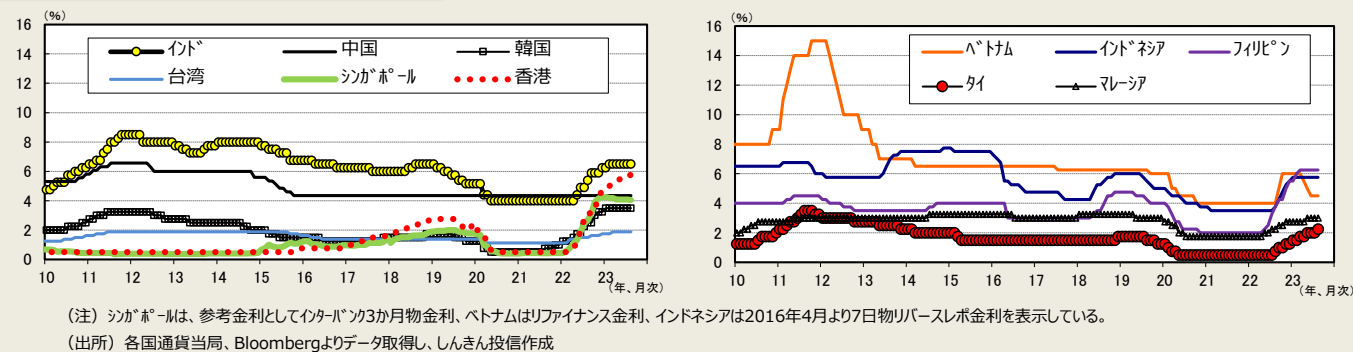 (%)
16
14
12
10
8
6
4
2
0
インド 中国 韓国
台湾 シンガポール 香港
10 11 12 13 14 15 16 17 18 19 20 21 22 23
(年、月次)
(%)
16
14
12
10
8
6
4
2
0
ベトナム インドネシア フィリピン
タイ マレーシア
10 11 12 13 14 15 16 17 18 19 20 21 22 23
(年、月次)
(注) シンガポールは、参考金利としてインターバンク3か月物金利、ベトナムはリファイナンス金利、インドネシアは2016年4月より7日物リバースレポ金利を表示している。
(出所) 各国通貨当局、Bloombergよりデータ取得し、しんきん投信作成